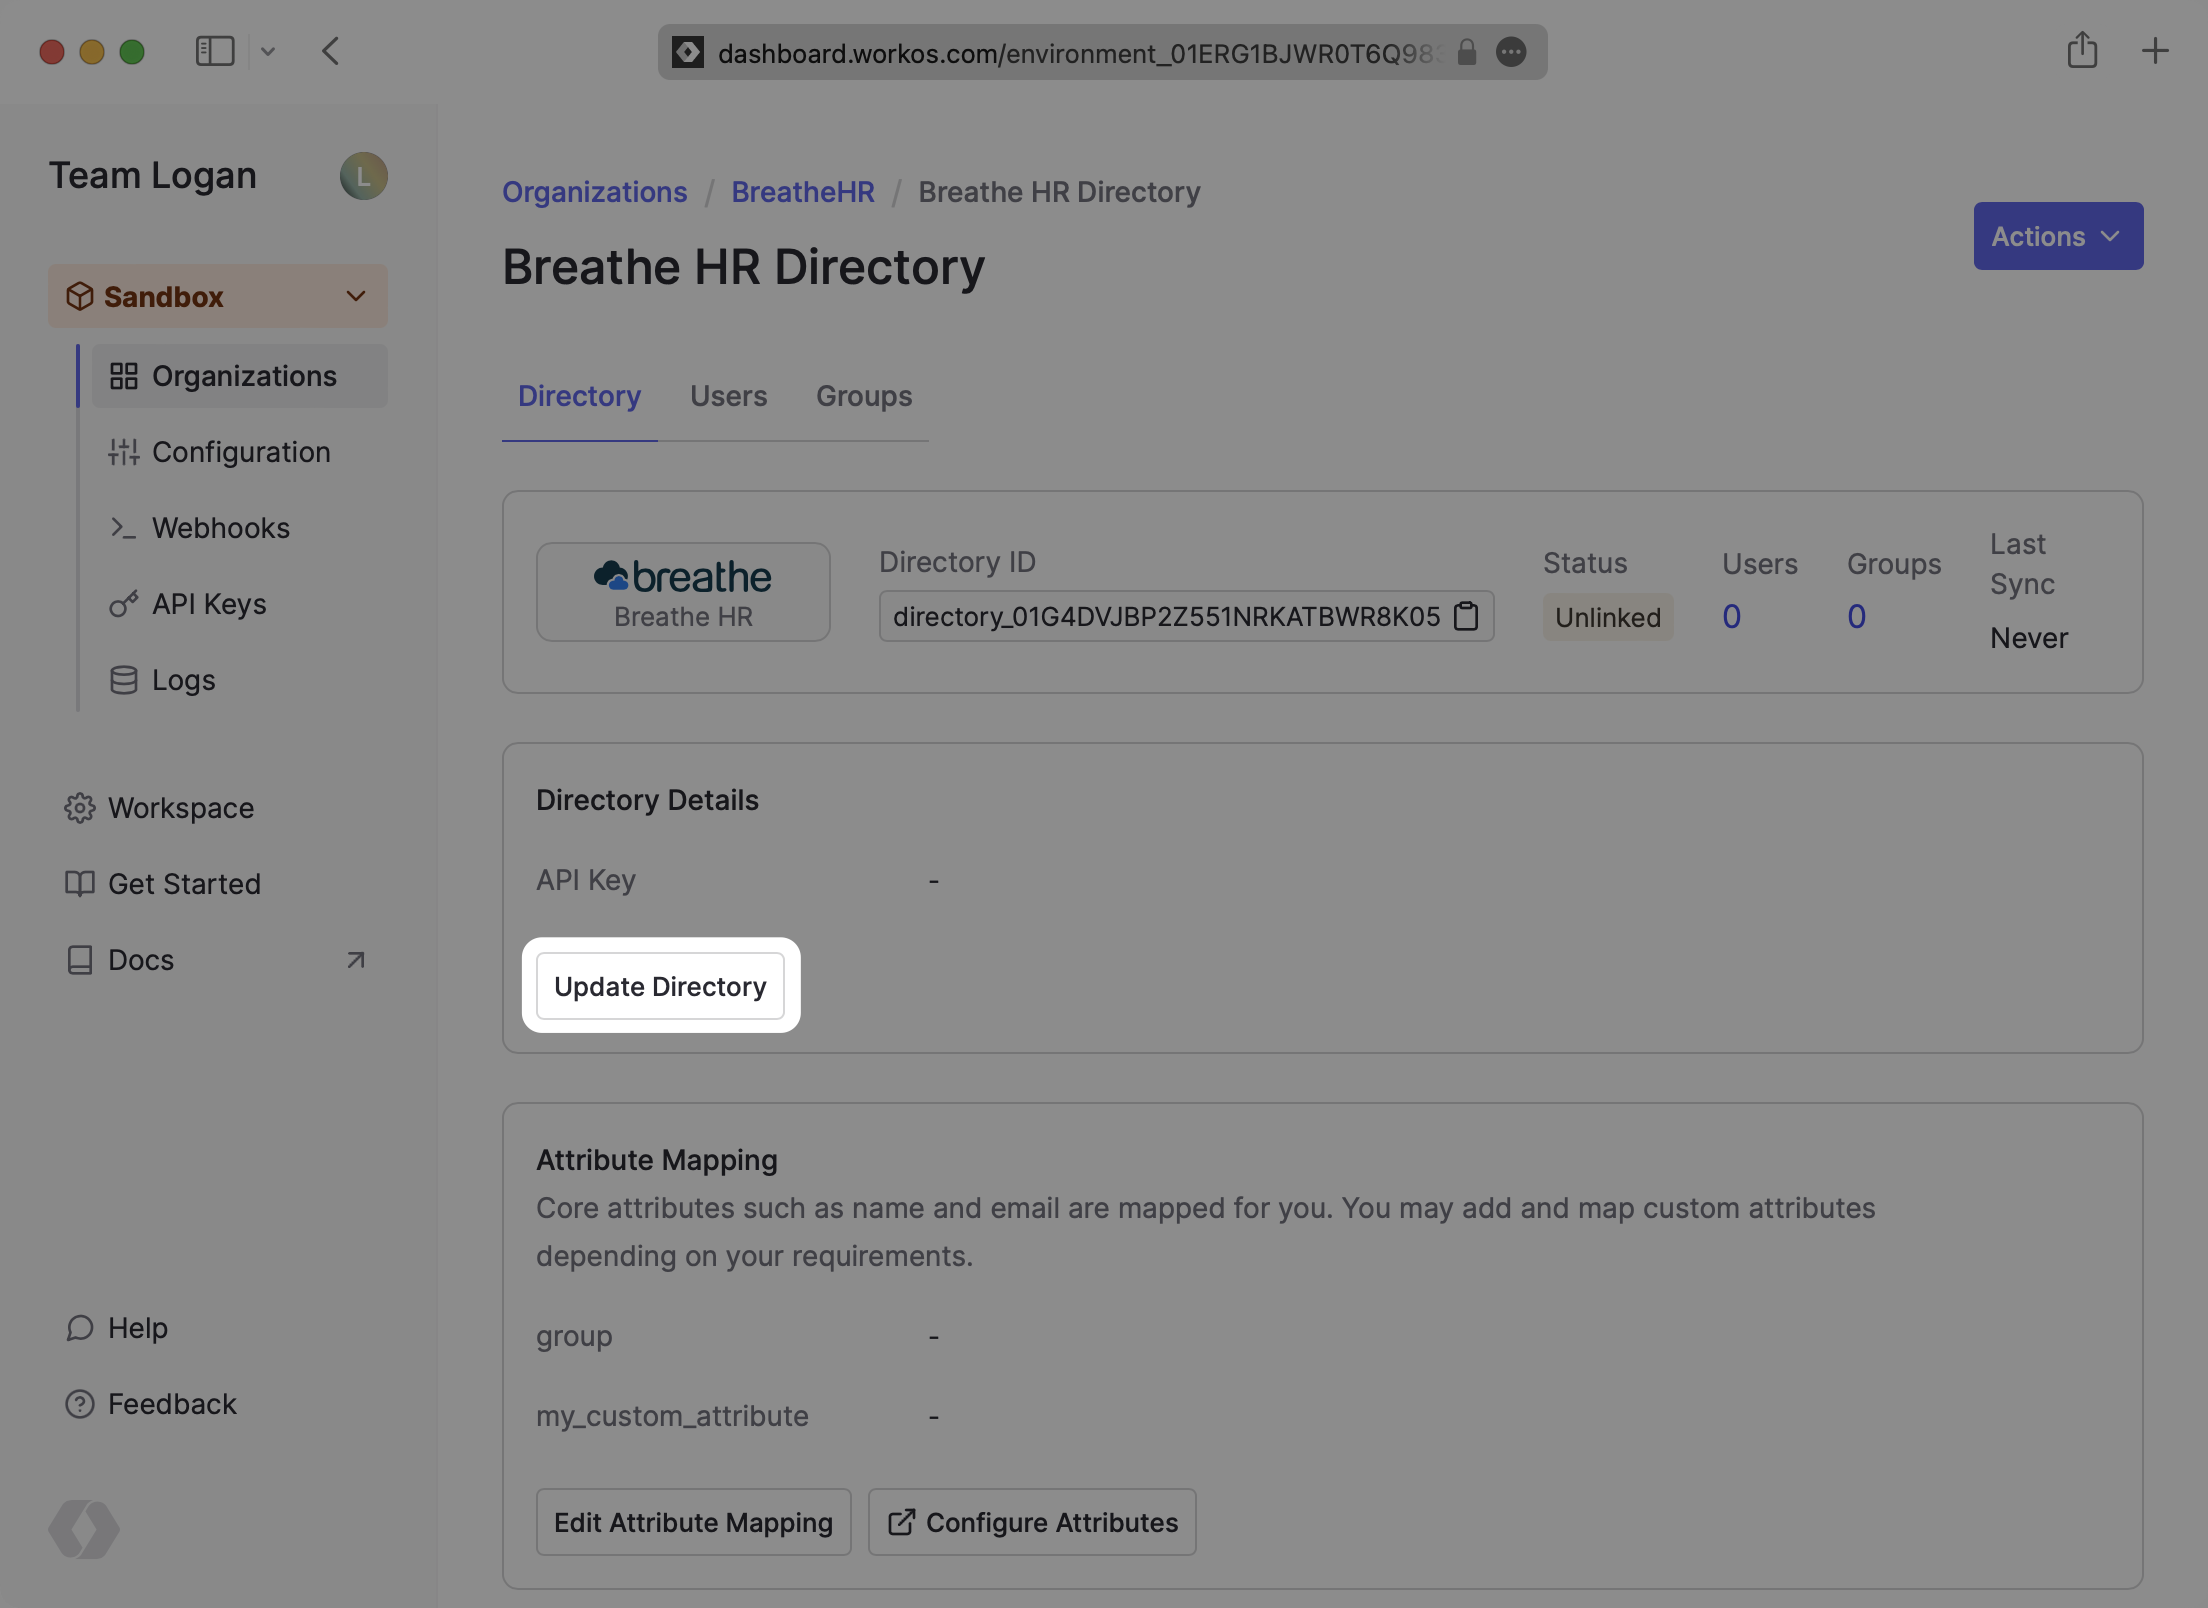 dashboard.workos.com/environment_01ERG1BJWR0T6Q983
Team Logan
L
Sandbox
Organizations
Configuration
Webhooks
API Keys
Logs
Workspace
Get Started
Docs
Help
Feedback
Organizations / BreatheHR / Breathe HR Directory
Breathe HR Directory
Actions
Directory Users Groups
breathe
Breathe HR
Directory ID
directory_01G4DVJBP2Z551NRKATBWR8K05
Status
Unlinked
Users
0
Groups
0
Last
Sync
Never
Directory Details
API Key -
Update Directory
Attribute Mapping
Core attributes such as name and email are mapped for you. You may add and map custom attributes
depending on your requirements.
group -
my_custom_attribute -
Edit Attribute Mapping
Configure Attributes